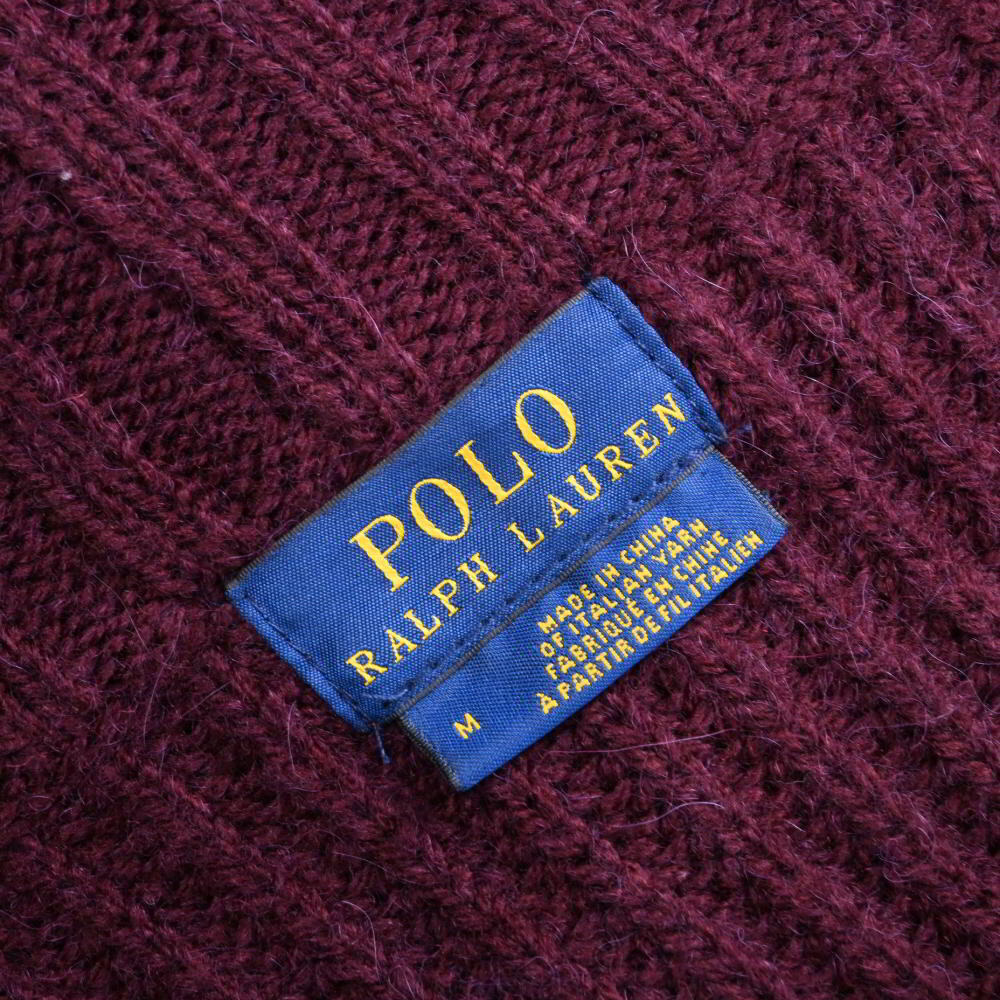 POLO
RALPH LAUREN
M
MADE IN CHINA
OF ITALIAN YARN
FABRIQUÉ EN CHINE
À PARTIR DE FIL ITALIEN